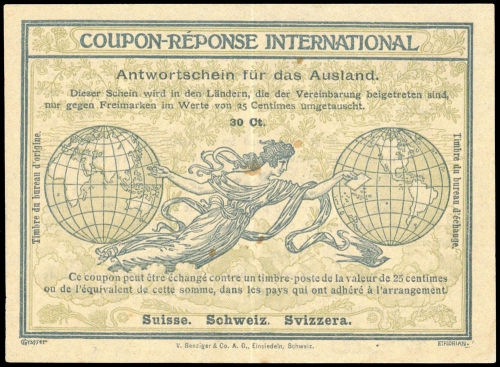 COUPON-RÉPONSE INTERNATIONAL
Antwortschein für das Ausland.
Dieser Schein wird in den Ländern, die der Vereinbarung beigetreten sind,
nur gegen Freimarken im Werte von 25 Centimes umgetauscht.
30 Ct.
Timbre du bureau d'origine.
Timbre du bureau d'échange.
Ce coupon peut être échangé contre un timbre-poste de la valeur de 25 centimes
ou de l'équivalent de cette somme, dans les pays qui ont adhéré à l'arrangement.
Suisse. Schweiz. Svizzera.
Grasset
V. Benziger & Co. A. G., Einsiedeln, Schweiz.